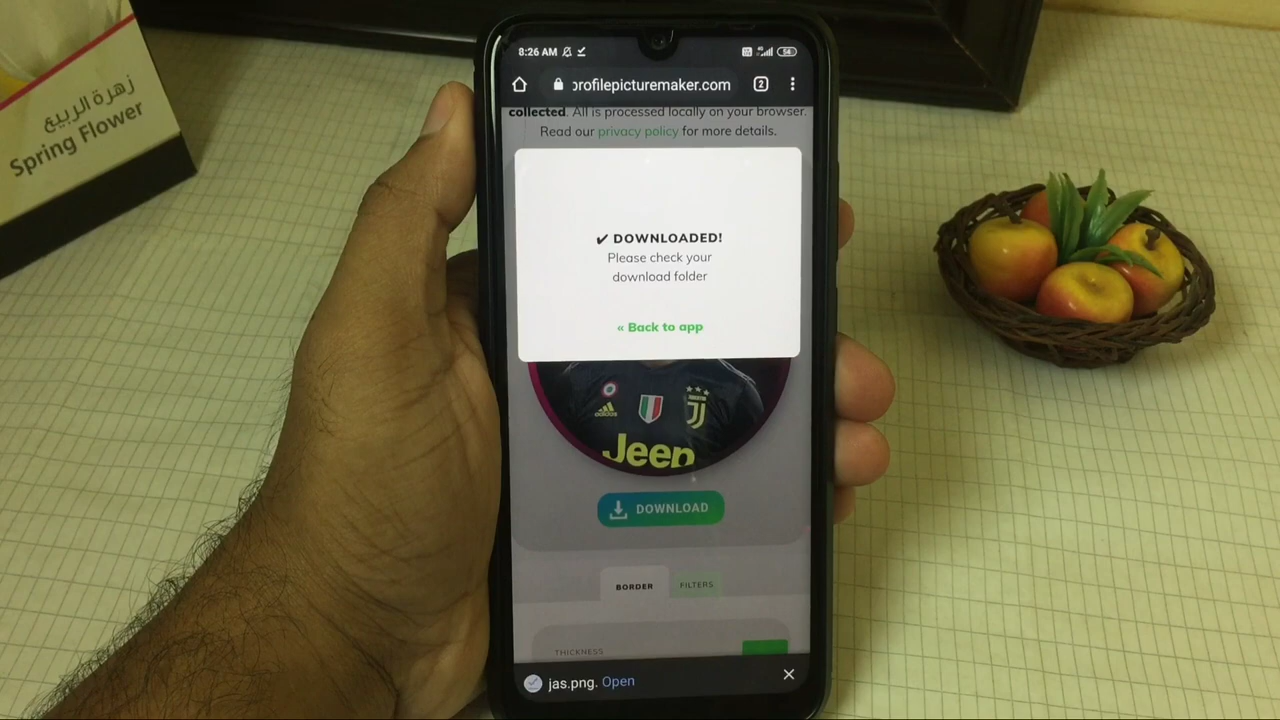 زهرة الربيع
Spring Flower
8:26 AM
56
profilepicturemaker.com
2
collected. All is processed locally on your browser.
Read our privacy policy for more details.
✔ DOWNLOADED!
Please check your
download folder
« Back to app
adidas
Jeep
DOWNLOAD
BORDER
FILTERS
THICKNESS
jas.png. Open